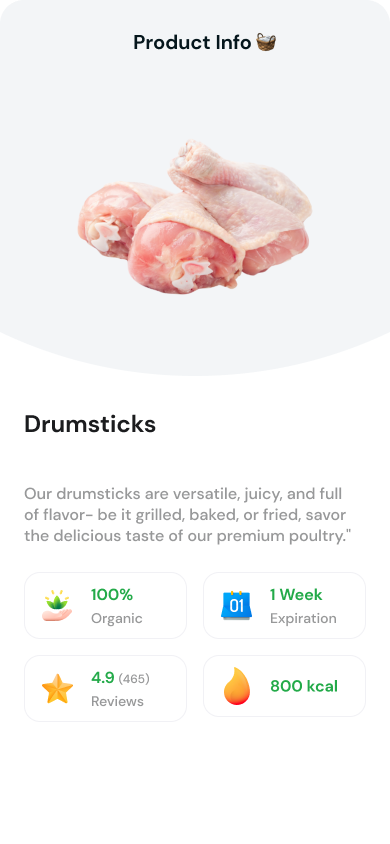 Product Info
Drumsticks
Our drumsticks are versatile, juicy, and full
of flavor- be it grilled, baked, or fried, savor
the delicious taste of our premium poultry."
100%
Organic
01
1 Week
Expiration
4.9 (465)
Reviews
800 kcal